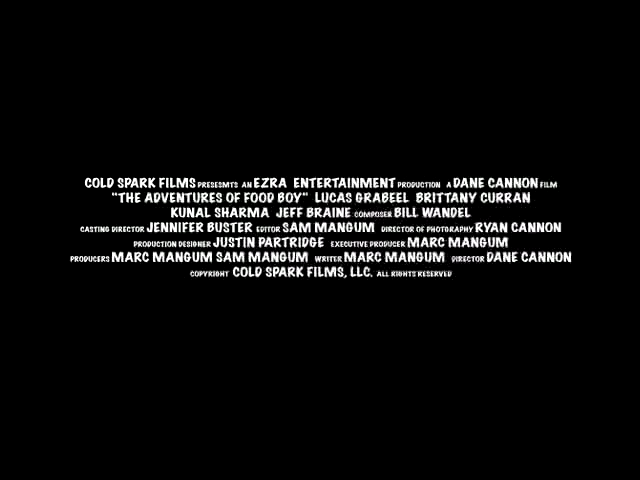 COLD SPARK FILMS PRESESMTS AN EZRA ENTERTAINMENT PRODUCTION A DANE CANNON FILM
"THE ADVENTURES OF FOOD BOY" LUCAS GRABEEL BRITTANY CURRAN
KUNAL SHARMA JEFF BRAINE COMPOSER BILL WANDEL
CASTING DIRECTOR JENNIFER BUSTER EDITOR SAM MANGUM DIRECTOR OF PHOTGRAPHY RYAN CANNON
PRODUCTION DESIGNER JUSTIN PARTRIDGE EXECUTIVE PRODUCER MARC MANGUM
PRODUCERS MARC MANGUM SAM MANGUM WRITER MARC MANGUM DIRECTOR DANE CANNON
COPYRIGHT COLD SPARK FILMS, LLC. ALL RIGHTS RESERVED